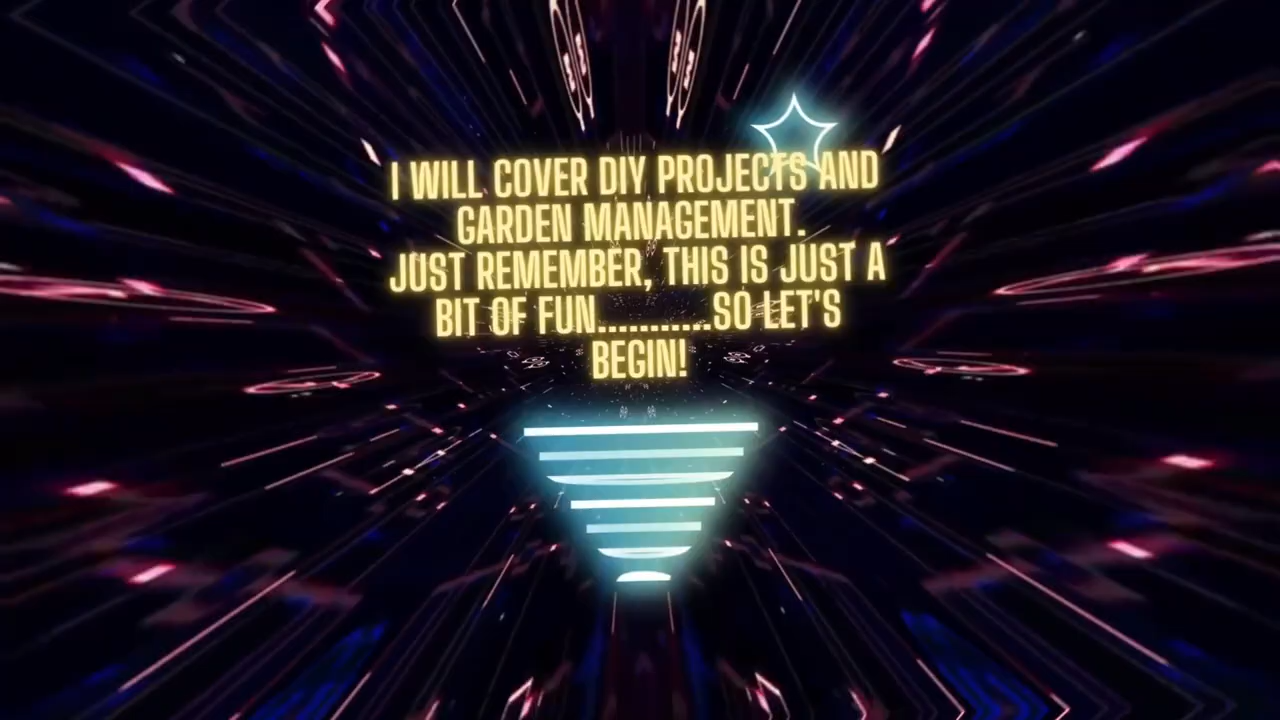 I WILL COVER DIY PROJECTS AND
GARDEN MANAGEMENT.
JUST REMEMBER, THIS IS JUST A
BIT OF FUN...........SO LET'S
BEGIN!